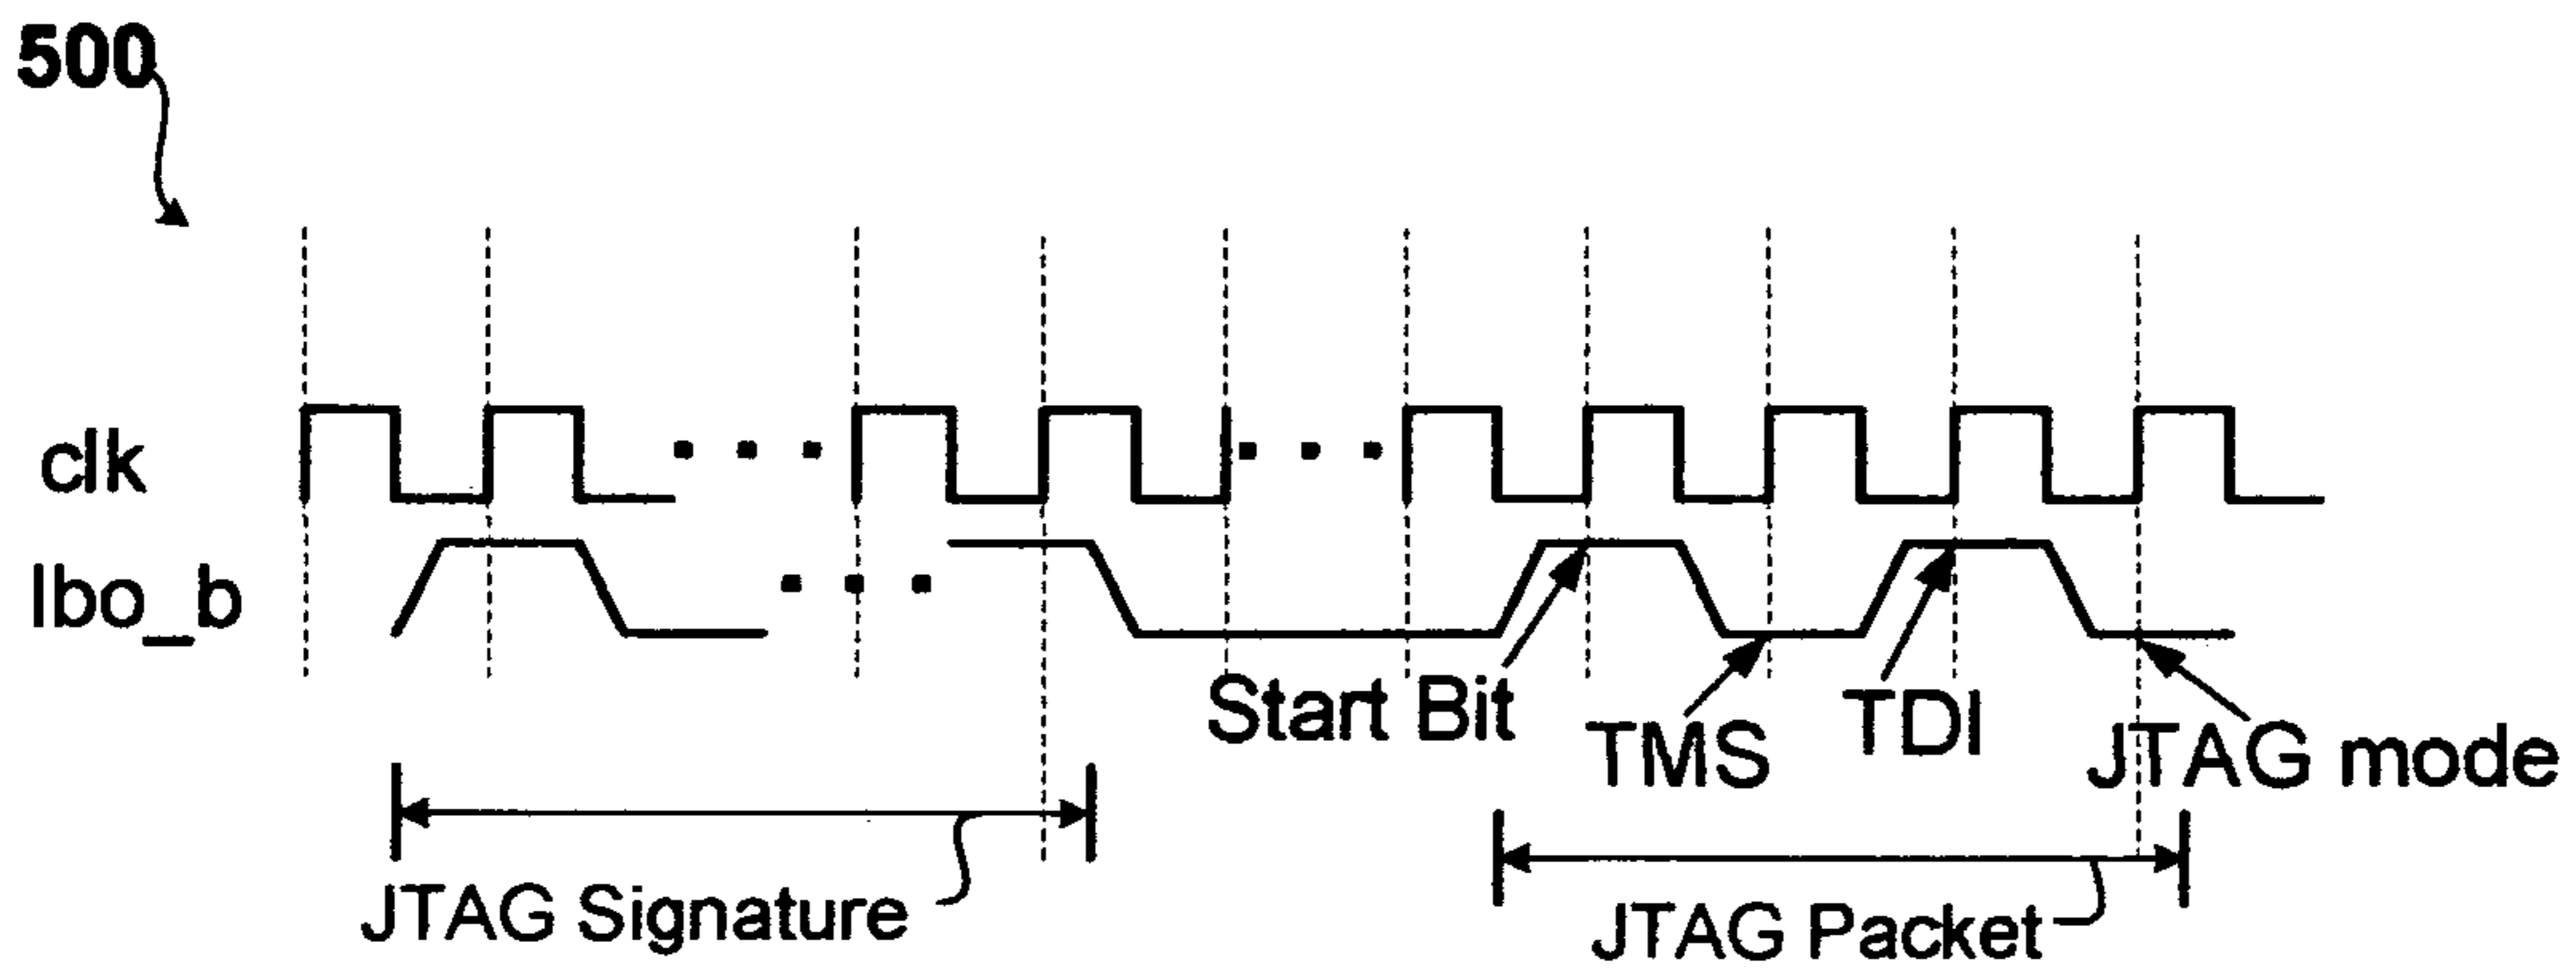 500
clk
lbo_b
Start Bit
TMS
TDI
JTAG mode
JTAG Signature
JTAG Packet